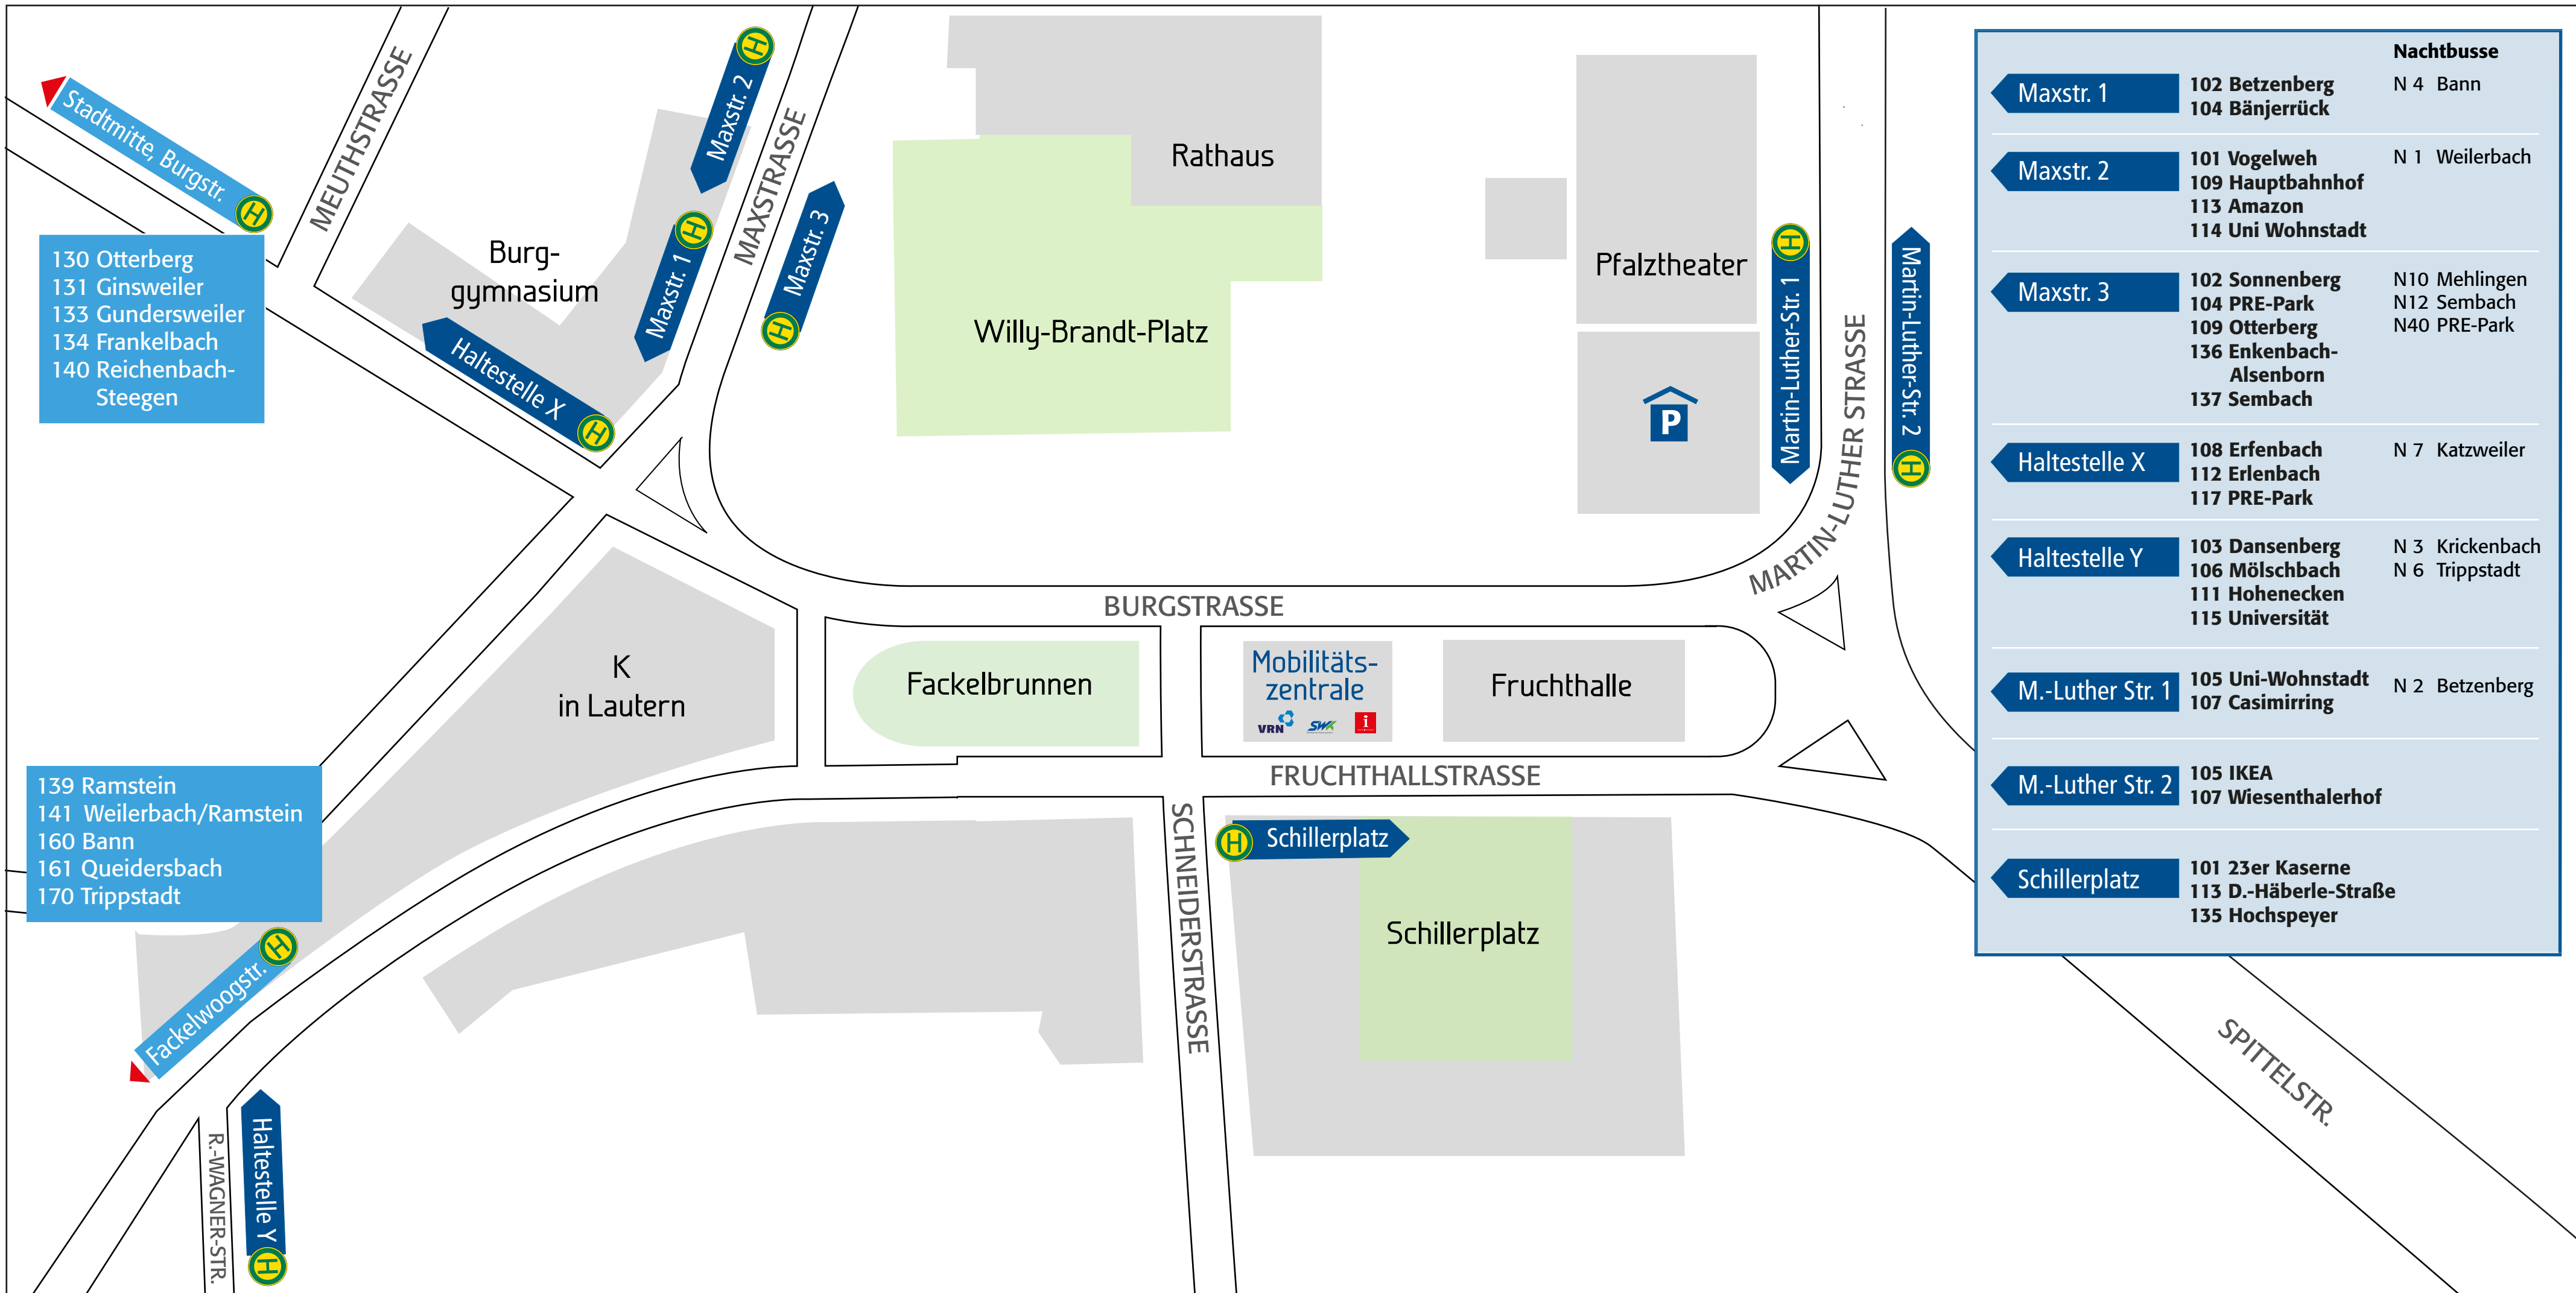 MEUTHSTRASSE
Stadtmitte, Burgstr.
H
130 Otterberg
131 Ginsweiler
133 Gundersweiler
134 Frankelbach
140 Reichenbach-
Steegen
Burg-
gymnasium
Maxstr. 2
H
Maxstr. 1
H
MAXSTRASSE
Maxstr. 3
H
Haltestelle X
H
Rathaus
Willy-Brandt-Platz
Pfalztheater
P
Martin-Luther-Str. 1
H
MARTIN-LUTHER STRASSE
Martin-Luther-Str. 2
H
BURGSTRASSE
K
in Lautern
Fackelbrunnen
Mobilitäts-
zentrale
VRN
SWK
i
Fruchthalle
FRUCHTHALLSTRASSE
SCHNEIDERSTRASSE
H
Schillerplatz
Schillerplatz
139 Ramstein
141 Weilerbach/Ramstein
160 Bann
161 Queidersbach
170 Trippstadt
Fackelwoogstr.
H
R.-WAGNER-STR.
Haltestelle Y
H
SPITTELSTR.
Nachtbusse
Maxstr. 1
102 Betzenberg
104 Bänjerrück
N 4 Bann
Maxstr. 2
101 Vogelweh
109 Hauptbahnhof
113 Amazon
114 Uni Wohnstadt
N 1 Weilerbach
Maxstr. 3
102 Sonnenberg
104 PRE-Park
109 Otterberg
136 Enkenbach-
Alsenborn
137 Sembach
N10 Mehlingen
N12 Sembach
N40 PRE-Park
Haltestelle X
108 Erfenbach
112 Erlenbach
117 PRE-Park
N 7 Katzweiler
Haltestelle Y
103 Dansenberg
106 Mölschbach
111 Hohenecken
115 Universität
N 3 Krickenbach
N 6 Trippstadt
M.-Luther Str. 1
105 Uni-Wohnstadt
107 Casimirring
N 2 Betzenberg
M.-Luther Str. 2
105 IKEA
107 Wiesenthalerhof
Schillerplatz
101 23er Kaserne
113 D.-Häberle-Straße
135 Hochspeyer